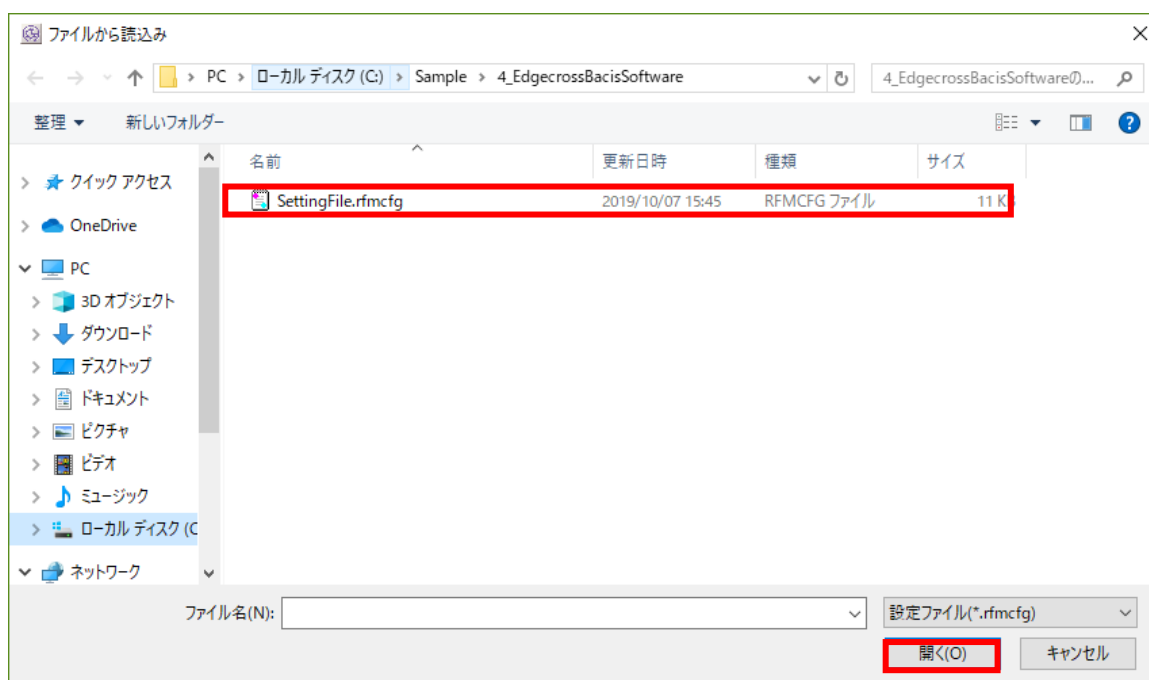 ファイルから読込み
PC > ローカル ディスク (C:) > Sample > 4_EdgecrossBacisSoftware
4_EdgecrossBacisSoftwareの...
整理 新しいフォルダー
名前 更新日時 種類 サイズ
SettingFile.rfmcfg 2019/10/07 15:45 RFMCFG ファイル 11 KB
クイック アクセス
OneDrive
PC
3D オブジェクト
ダウンロード
デスクトップ
ドキュメント
ピクチャ
ビデオ
ミュージック
ローカル ディスク (C
ネットワーク
ファイル名(N):
設定ファイル(*.rfmcfg)
開く(O) キャンセル